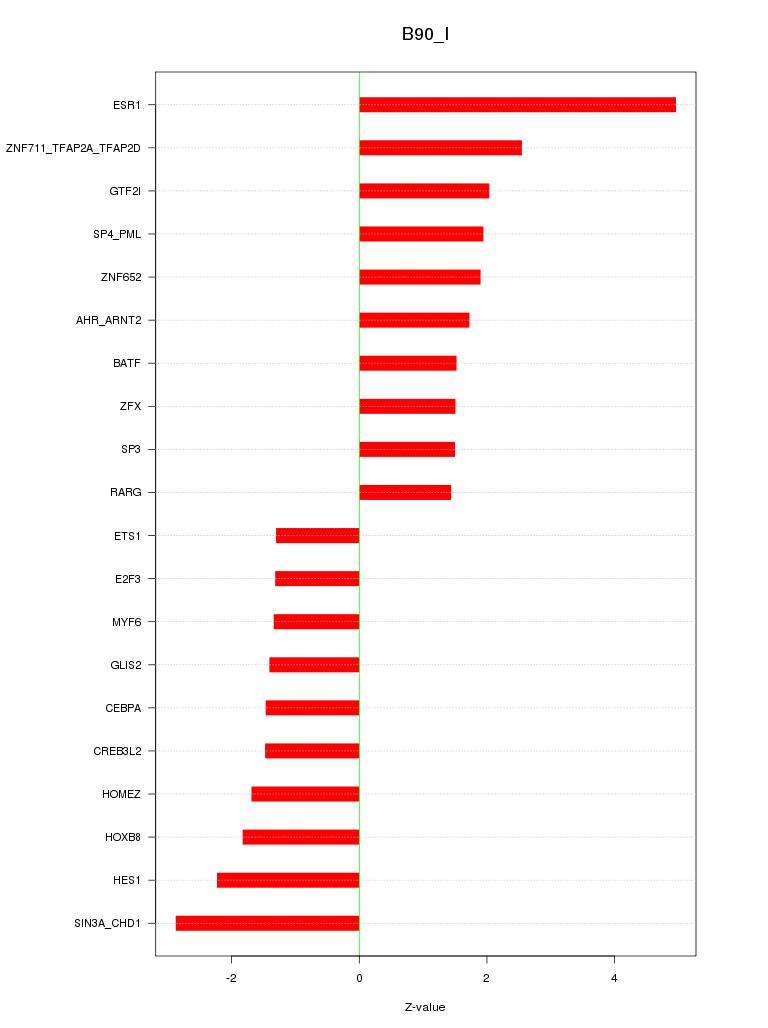 B90_I
ESR1
ZNF711_TFAP2A_TFAP2D
GTF2I
SP4_PML
ZNF652
AHR_ARNT2
BATF
ZFX
SP3
RARG
ETS1
E2F3
MYF6
GLIS2
CEBPA
CREB3L2
HOMEZ
HOXB8
HES1
SIN3A_CHD1
-2 0 2 4
Z-value